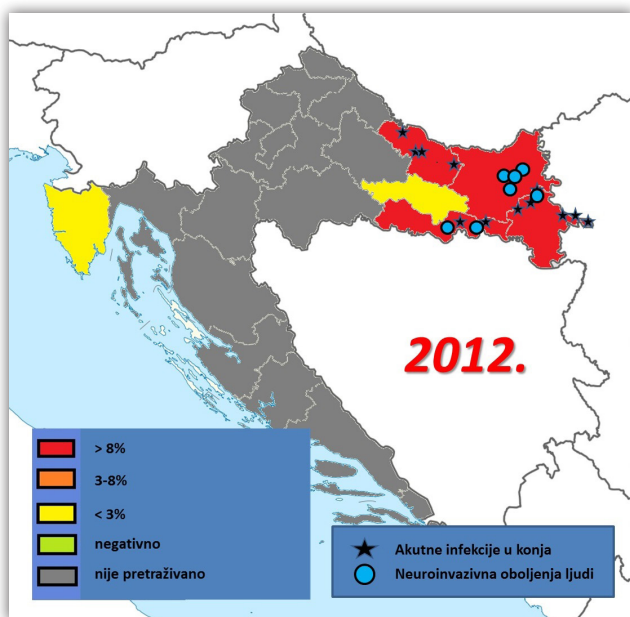 2012.
> 8%
3-8%
< 3%
negativno
nije pretraživano
Akutne infekcije u konja
Neuroinvazivna oboljenja ljudi